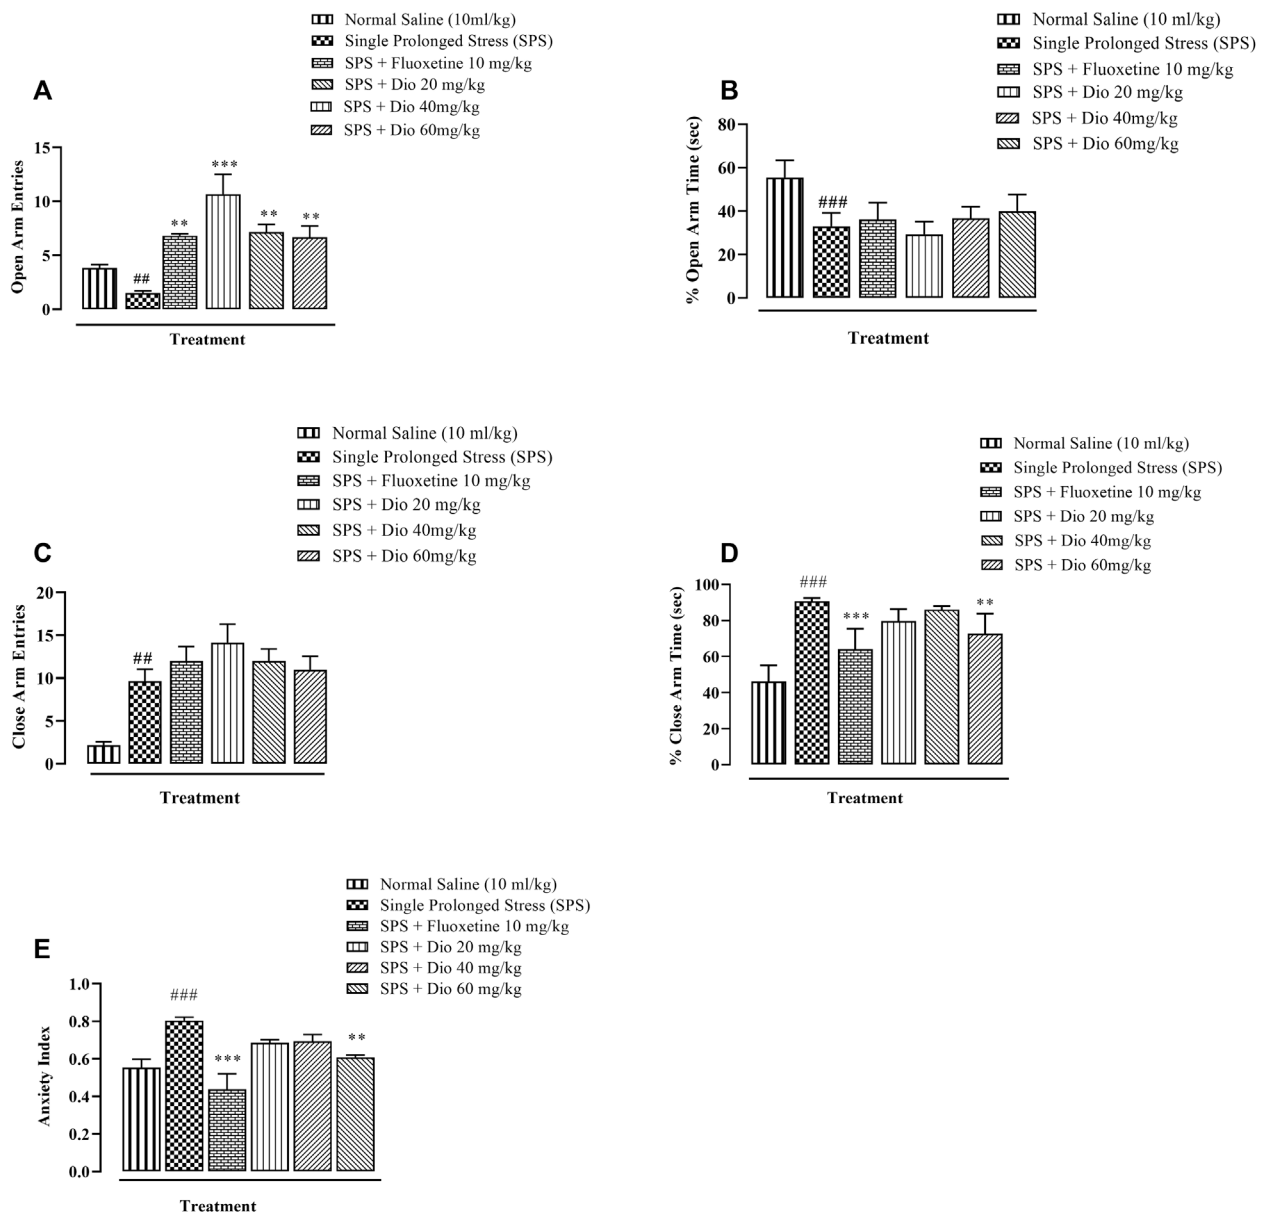 Normal Saline (10ml/kg)
Single Prolonged Stress (SPS)
SPS + Fluoxetine 10 mg/kg
SPS + Dio 20 mg/kg
SPS + Dio 40mg/kg
SPS + Dio 60mg/kg
A
Open Arm Entries
15
10
5
0
##
**
***
**
**
Treatment
Normal Saline (10 ml/kg)
Single Prolonged Stress (SPS)
SPS + Fluoxetine 10 mg/kg
SPS + Dio 20 mg/kg
SPS + Dio 40mg/kg
SPS + Dio 60mg/kg
B
% Open Arm Time (sec)
80
60
40
20
0
###
Treatment
Normal Saline (10 ml/kg)
Single Prolonged Stress (SPS)
SPS + Fluoxetine 10 mg/kg
SPS + Dio 20 mg/kg
SPS + Dio 40mg/kg
SPS + Dio 60mg/kg
C
Close Arm Entries
20
15
10
5
0
##
Treatment
Normal Saline (10 ml/kg)
Single Prolonged Stress (SPS)
SPS + Fluoxetine 10 mg/kg
SPS + Dio 20 mg/kg
SPS + Dio 40mg/kg
SPS + Dio 60mg/kg
D
% Close Arm Time (sec)
100
80
60
40
20
0
###
***
**
Treatment
Normal Saline (10 ml/kg)
Single Prolonged Stress (SPS)
SPS + Fluoxetine 10 mg/kg
SPS + Dio 20 mg/kg
SPS + Dio 40 mg/kg
SPS + Dio 60 mg/kg
E
Anxiety Index
1.0
0.8
0.6
0.4
0.2
0.0
###
***
**
Treatment